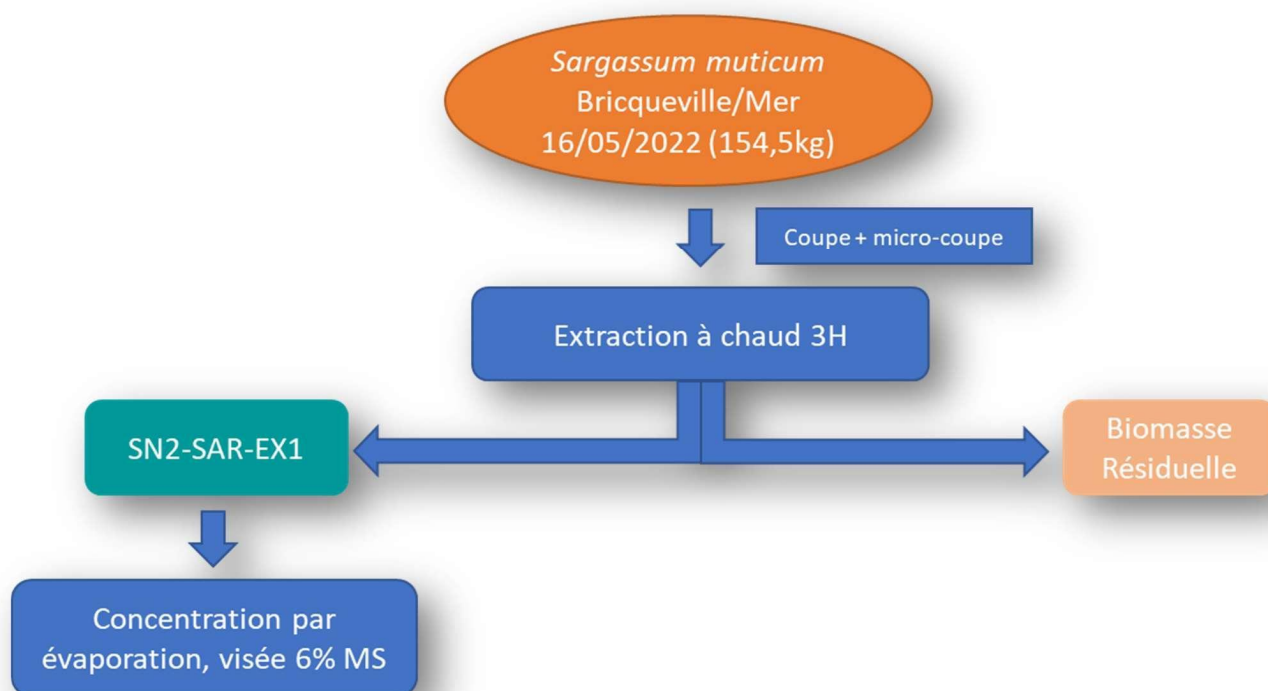 Sargassum muticum
Bricqueville/Mer
16/05/2022 (154,5kg)
Coupe + micro-coupe
Extraction à chaud 3H
SN2-SAR-EX1
Biomasse
Résiduelle
Concentration par
évaporation, visée 6% MS